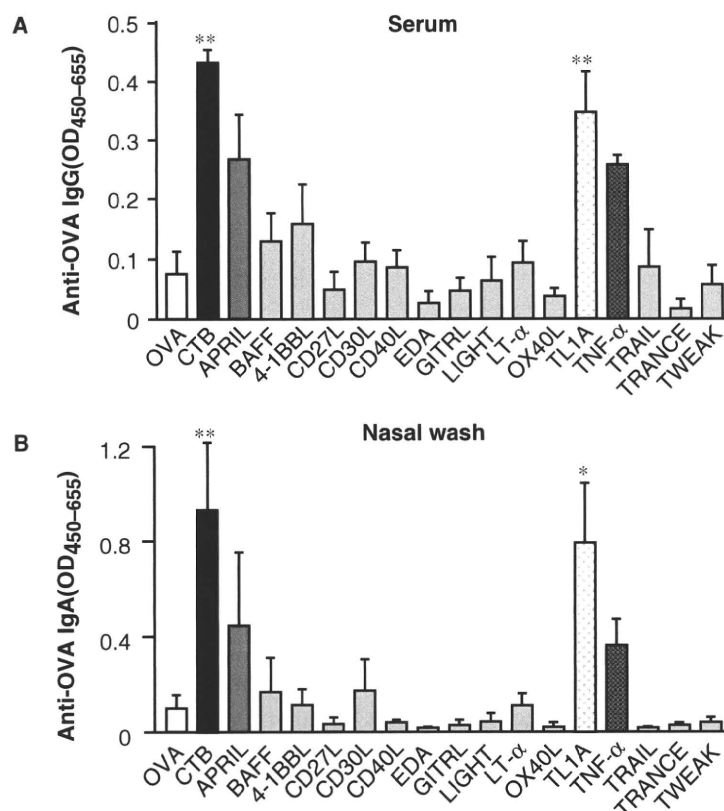 A
Serum
Anti-OVA IgG(OD450–655)
0.5
0.4
0.3
0.2
0.1
0
**
**
OVA
CTB
APRIL
BAFF
4-1BBL
CD27L
CD30L
CD40L
EDA
GITRL
LIGHT
LT-α
OX40L
TL1A
TNF-α
TRAIL
TRANCE
TWEAK
B
Nasal wash
Anti-OVA IgA(OD450–655)
1.2
0.8
0.4
0
**
*
OVA
CTB
APRIL
BAFF
4-1BBL
CD27L
CD30L
CD40L
EDA
GITRL
LIGHT
LT-α
OX40L
TL1A
TNF-α
TRAIL
TRANCE
TWEAK